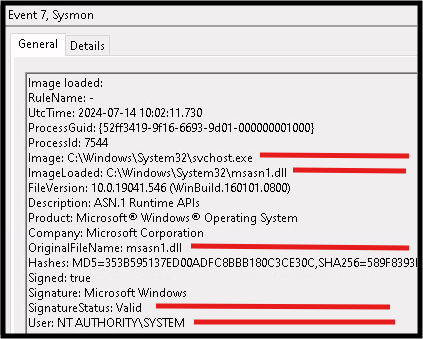 Event 7, Sysmon
General Details
Image loaded:
RuleName: -
UtcTime: 2024-07-14 10:02:11.730
ProcessGuid: {52ff3419-9f16-6693-9d01-000000001000}
ProcessId: 7544
Image: C:\Windows\System32\svchost.exe
ImageLoaded: C:\Windows\System32\msasn1.dll
FileVersion: 10.0.19041.546 (WinBuild.160101.0800)
Description: ASN.1 Runtime APIs
Product: Microsoft® Windows® Operating System
Company: Microsoft Corporation
OriginalFileName: msasn1.dll
Hashes: MD5=353B595137ED00ADFC8BBB180C3CE30C,SHA256=589F8393
Signed: true
Signature: Microsoft Windows
SignatureStatus: Valid
User: NT AUTHORITY\SYSTEM